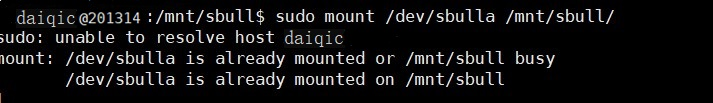 daiqic@201314:/mnt/sbull$ sudo mount /dev/sbulla /mnt/sbull/
sudo: unable to resolve host daiqic
mount: /dev/sbulla is already mounted or /mnt/sbull busy
/dev/sbulla is already mounted on /mnt/sbull